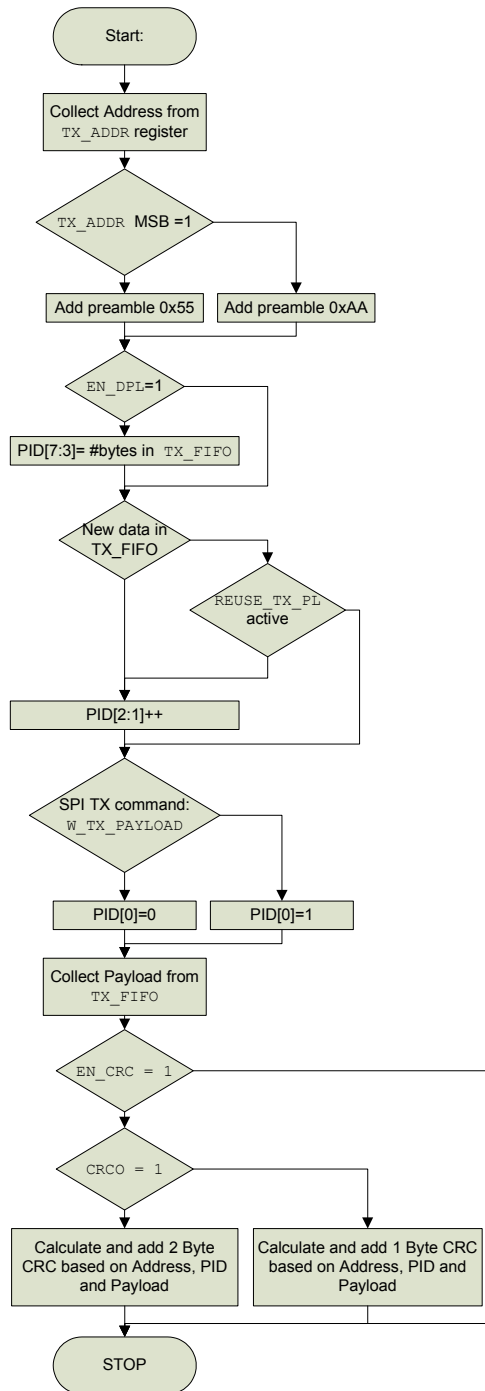 Start:
Collect Address from
TX_ADDR register
TX_ADDR MSB =1
Add preamble 0x55
Add preamble 0xAA
EN_DPL=1
PID[7:3]= #bytes in TX_FIFO
New data in
TX_FIFO
REUSE_TX_PL
active
PID[2:1]++
SPI TX command:
W_TX_PAYLOAD
PID[0]=0
PID[0]=1
Collect Payload from
TX_FIFO
EN_CRC = 1
CRCO = 1
Calculate and add 2 Byte
CRC based on Address, PID
and Payload
Calculate and add 1 Byte CRC
based on Address, PID and
Payload
STOP